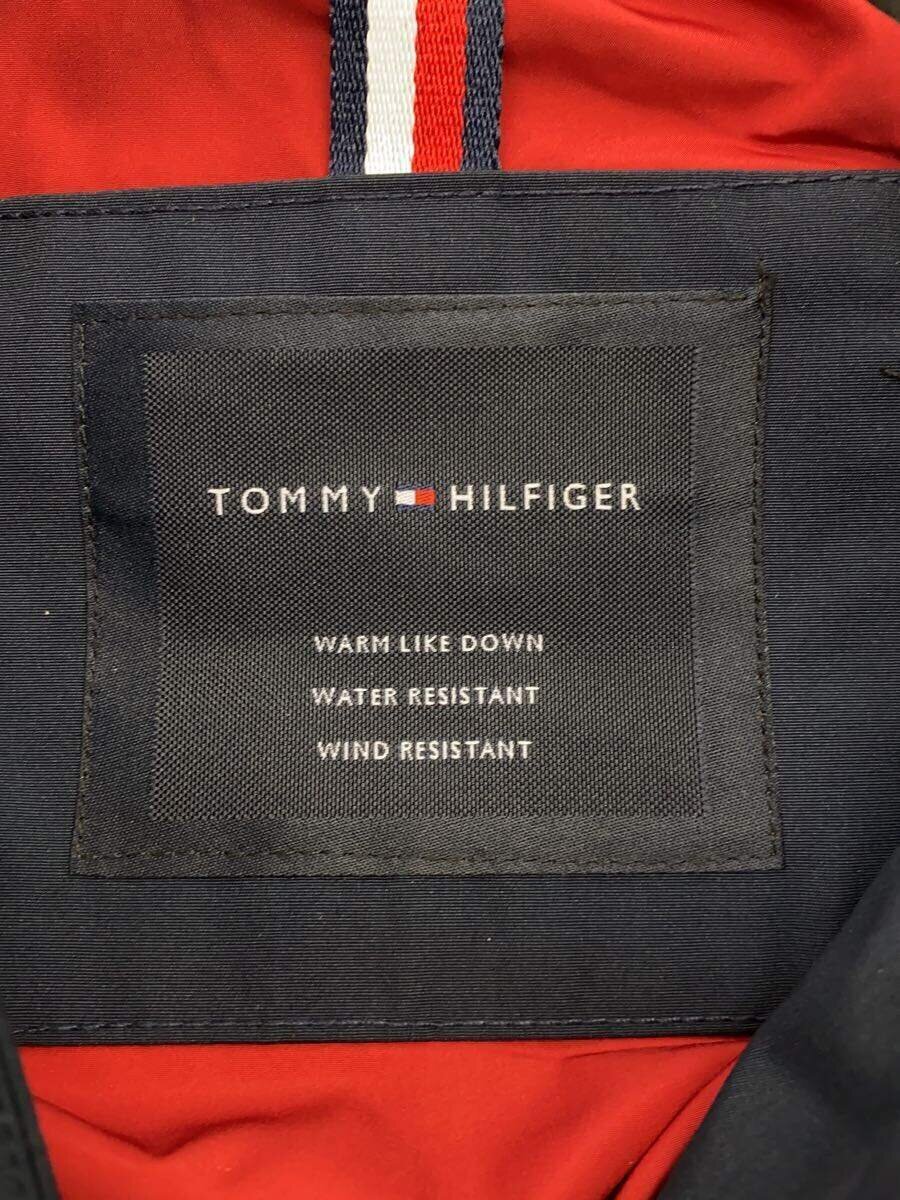 TOMMY HILFIGER
WARM LIKE DOWN
WATER RESISTANT
WIND RESISTANT